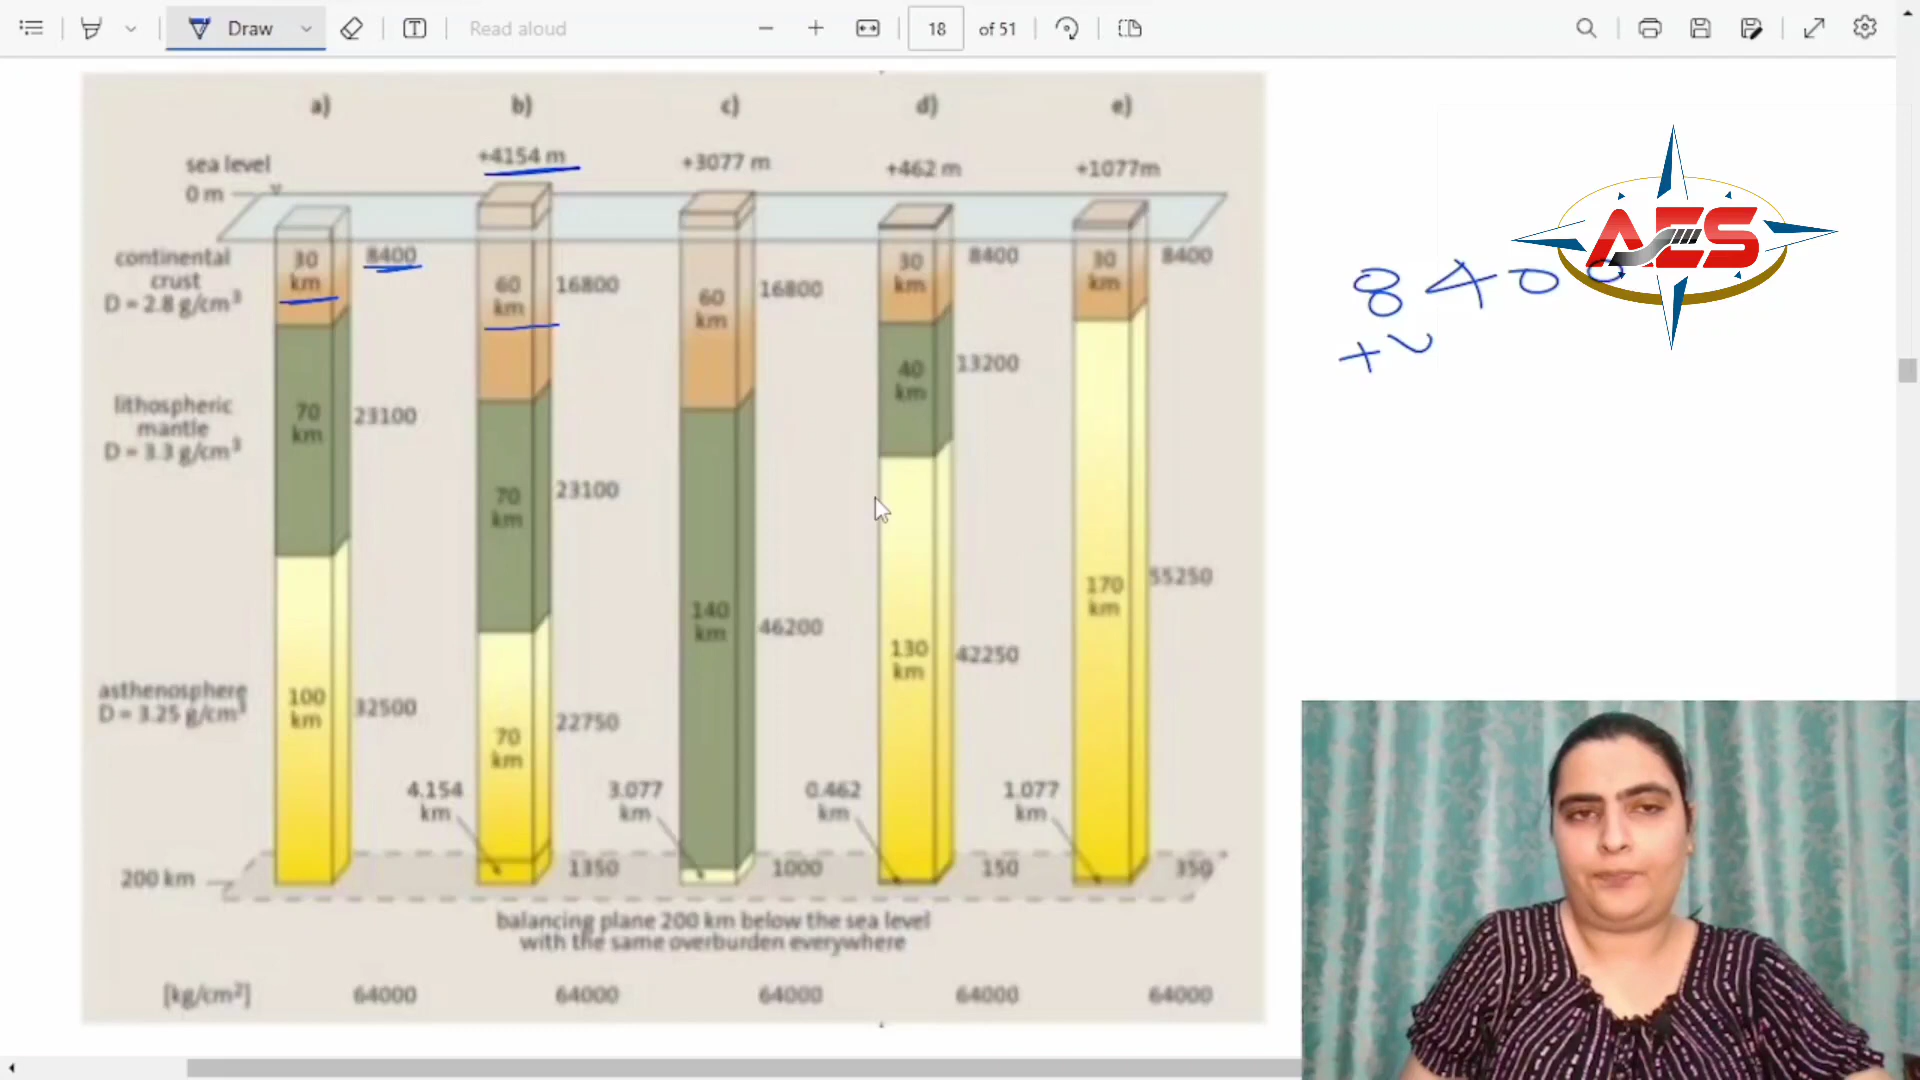 Draw
Read aloud
18 of 51
a) b) c) d) e)
sea level
0 m
+4154 m
+3077 m
+462 m
+1077m
continental
crust
D = 2.8 g/cm³
lithospheric
mantle
D = 3.3 g/cm³
asthenosphere
D = 3.25 g/cm³
200 km
30
km
8400
70
km
23100
100
km
32500
60
km
16800
70
km
23100
70
km
22750
4.154
km
1350
60
km
16800
140
km
46200
3.077
km
1000
30
km
8400
40
km
13200
130
km
42250
0.462
km
150
30
km
8400
170
km
55250
1.077
km
350
balancing plane 200 km below the sea level
with the same overburden everywhere
[kg/cm²] 64000 64000 64000 64000 64000
8400
AES